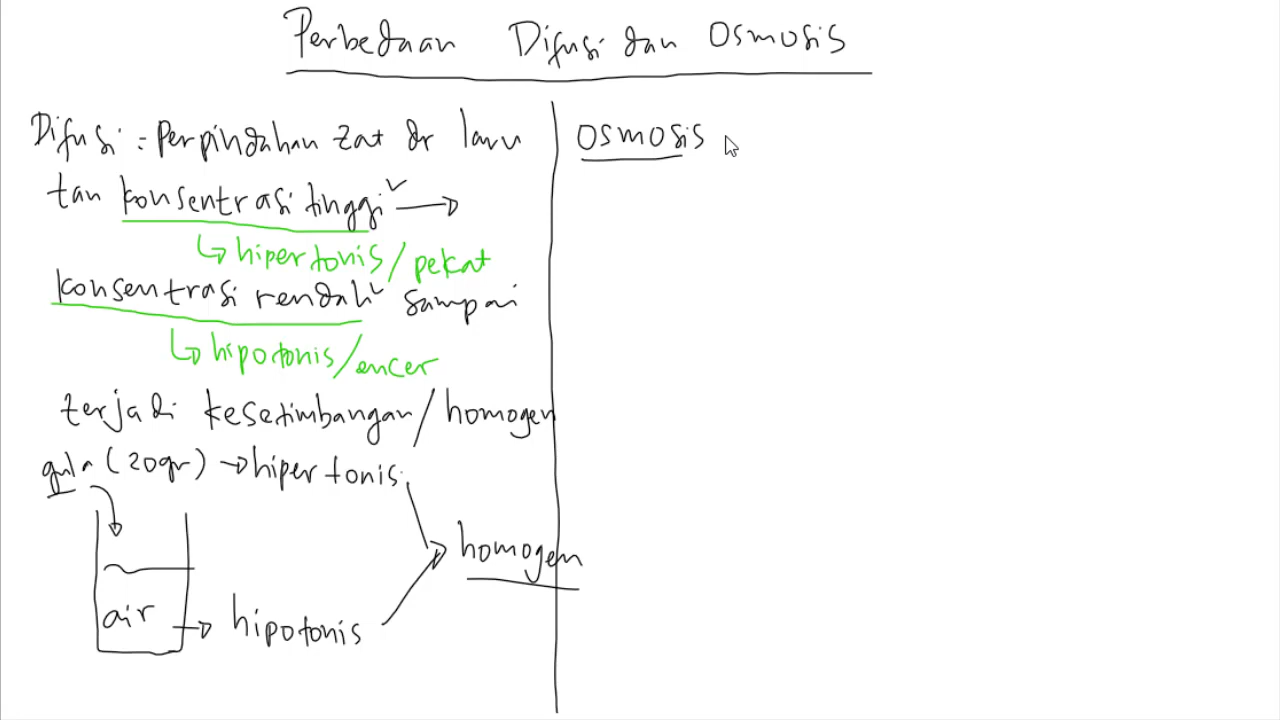 Perbedaan Difusi dan Osmosis
Difusi = Perpindahan zat dr laru
tan konsentrasi tinggi
hipertonis/pekat
konsentrasi rendah sampai
hipotonis/encer
terjadi kesetimbangan/homogen
gula (20gr) → hipertonis
air → hipotonis
homogen
Osmosis